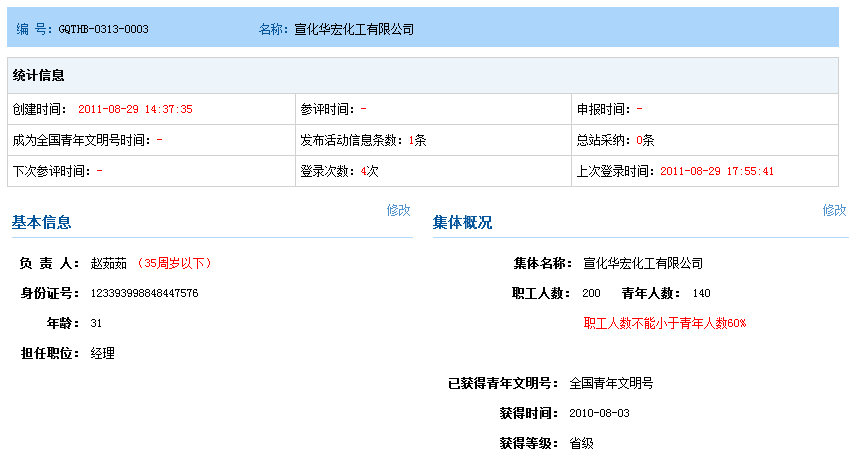 编 号：GQTHB-0313-0003 名称：宣化华宏化工有限公司
统计信息
创建时间： 2011-08-29 14:37:35 参评时间：- 申报时间：-
成为全国青年文明号时间：- 发布活动信息条数：1条 总站采纳：0条
下次参评时间：- 登录次数：4次 上次登录时间：2011-08-29 17:55:41
基本信息 修改
负 责 人： 赵茹茹 （35周岁以下）
身份证号： 123393998848447576
年龄： 31
担任职位： 经理
集体概况 修改
集体名称： 宣化华宏化工有限公司
职工人数： 200 青年人数： 140
职工人数不能小于青年人数60%
已获得青年文明号： 全国青年文明号
获得时间： 2010-08-03
获得等级： 省级